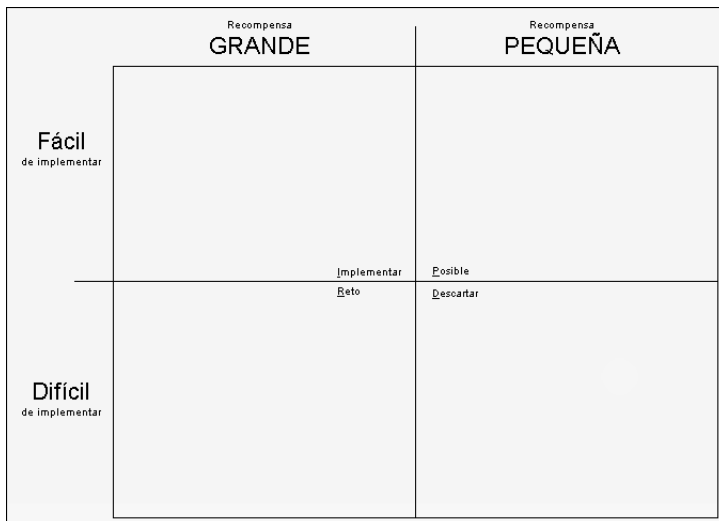 Recompensa
GRANDE
Recompensa
PEQUEÑA
Fácil
de implementar
Implementar
Posible
Reto
Descartar
Difícil
de implementar